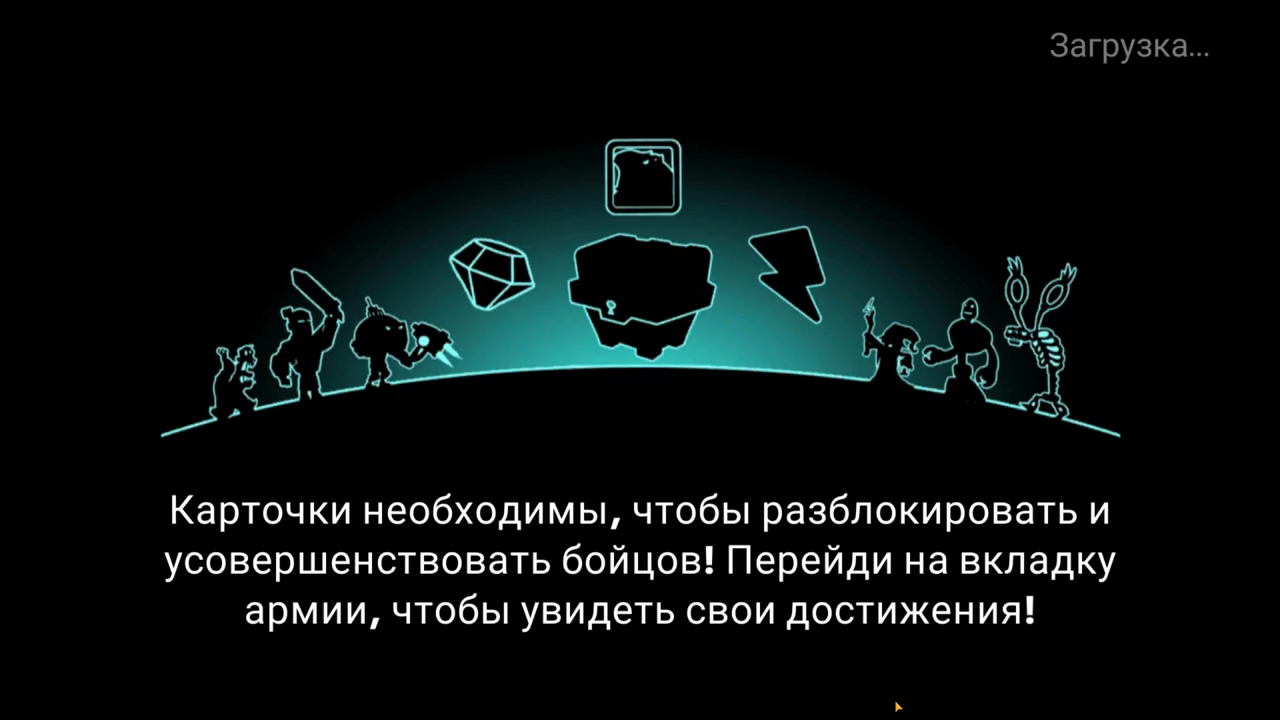 Загрузка...
Карточки необходимы, чтобы разблокировать и
усовершенствовать бойцов! Перейди на вкладку
армии, чтобы увидеть свои достижения!